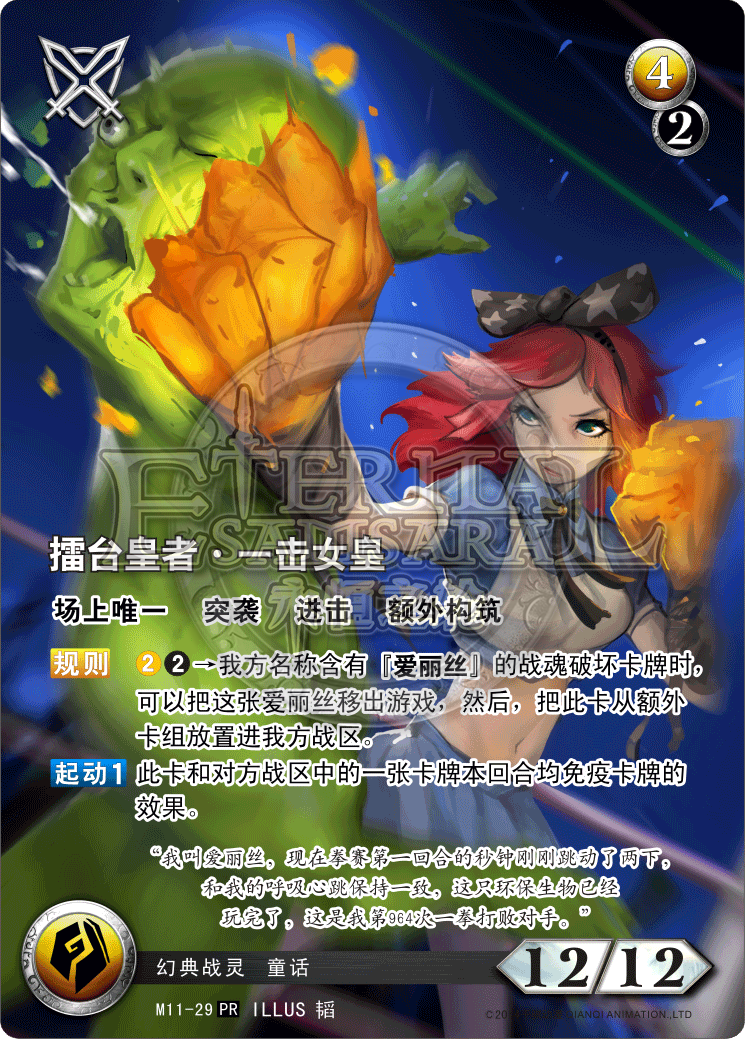 4
2
ETERNAL
SAMSARA
擂台皇者·一击女皇
场上唯一 突袭 进击 额外构筑
规则 2 2→我方名称含有『爱丽丝』的战魂破坏卡牌时,
可以把这张爱丽丝移出游戏,然后,把此卡从额外
卡组放置进我方战区。
起动1 此卡和对方战区中的一张卡牌本回合均免疫卡牌的
效果。
“我叫爱丽丝,现在拳赛第一回合的秒钟刚刚跳动了两下,
和我的呼吸心跳保持一致,这只环保生物已经
玩完了,这是我第964次一拳打败对手。”
幻典战灵 童话
12/12
M11-29 PR ILLUS 韬
ANIMATION.,LTD